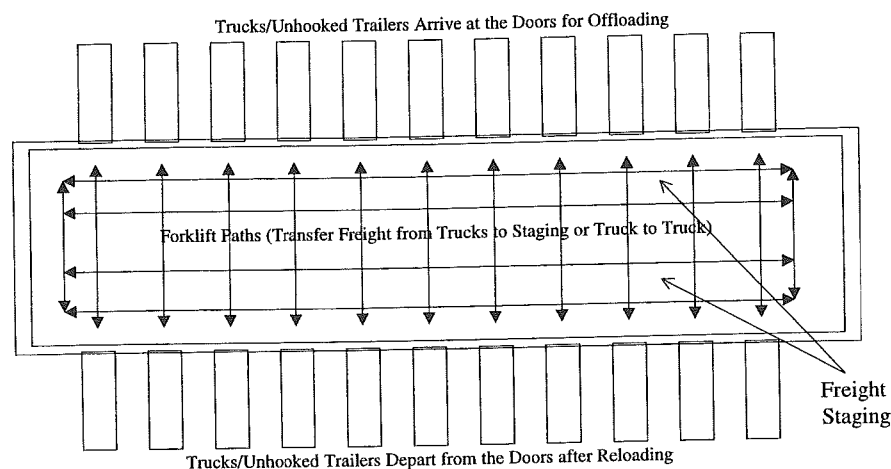 Trucks/Unhooked Trailers Arrive at the Doors for Offloading
Forklift Paths (Transfer Freight from Trucks to Staging or Truck to Truck)
Freight
Staging
Trucks/Unhooked Trailers Depart from the Doors after Reloading